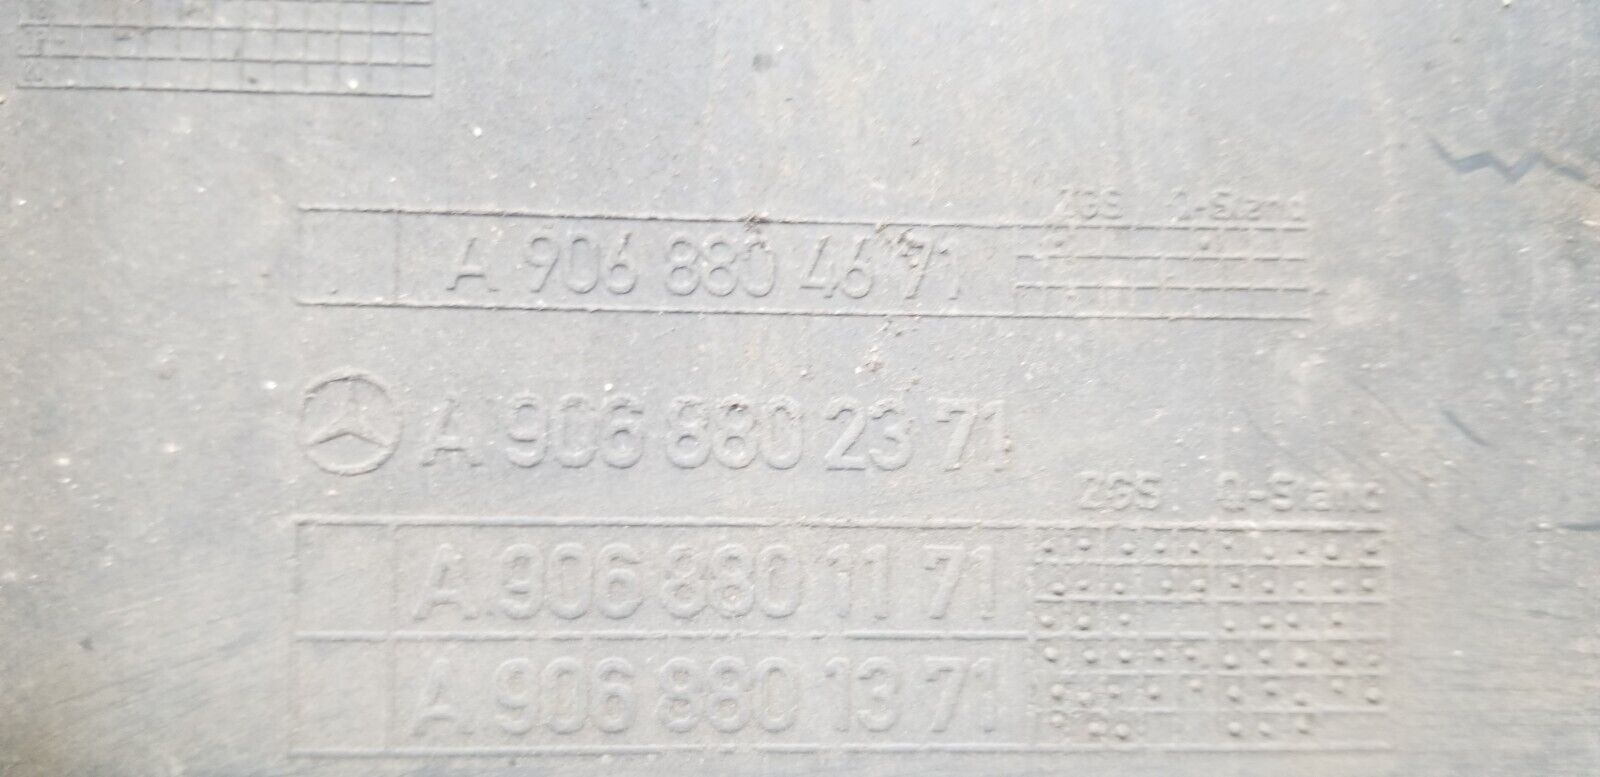 ZGS Q-Stand
A 906 880 46 71
A 906 880 23 71
ZGS Q-Stand
A 906 880 11 71
A 906 880 13 71